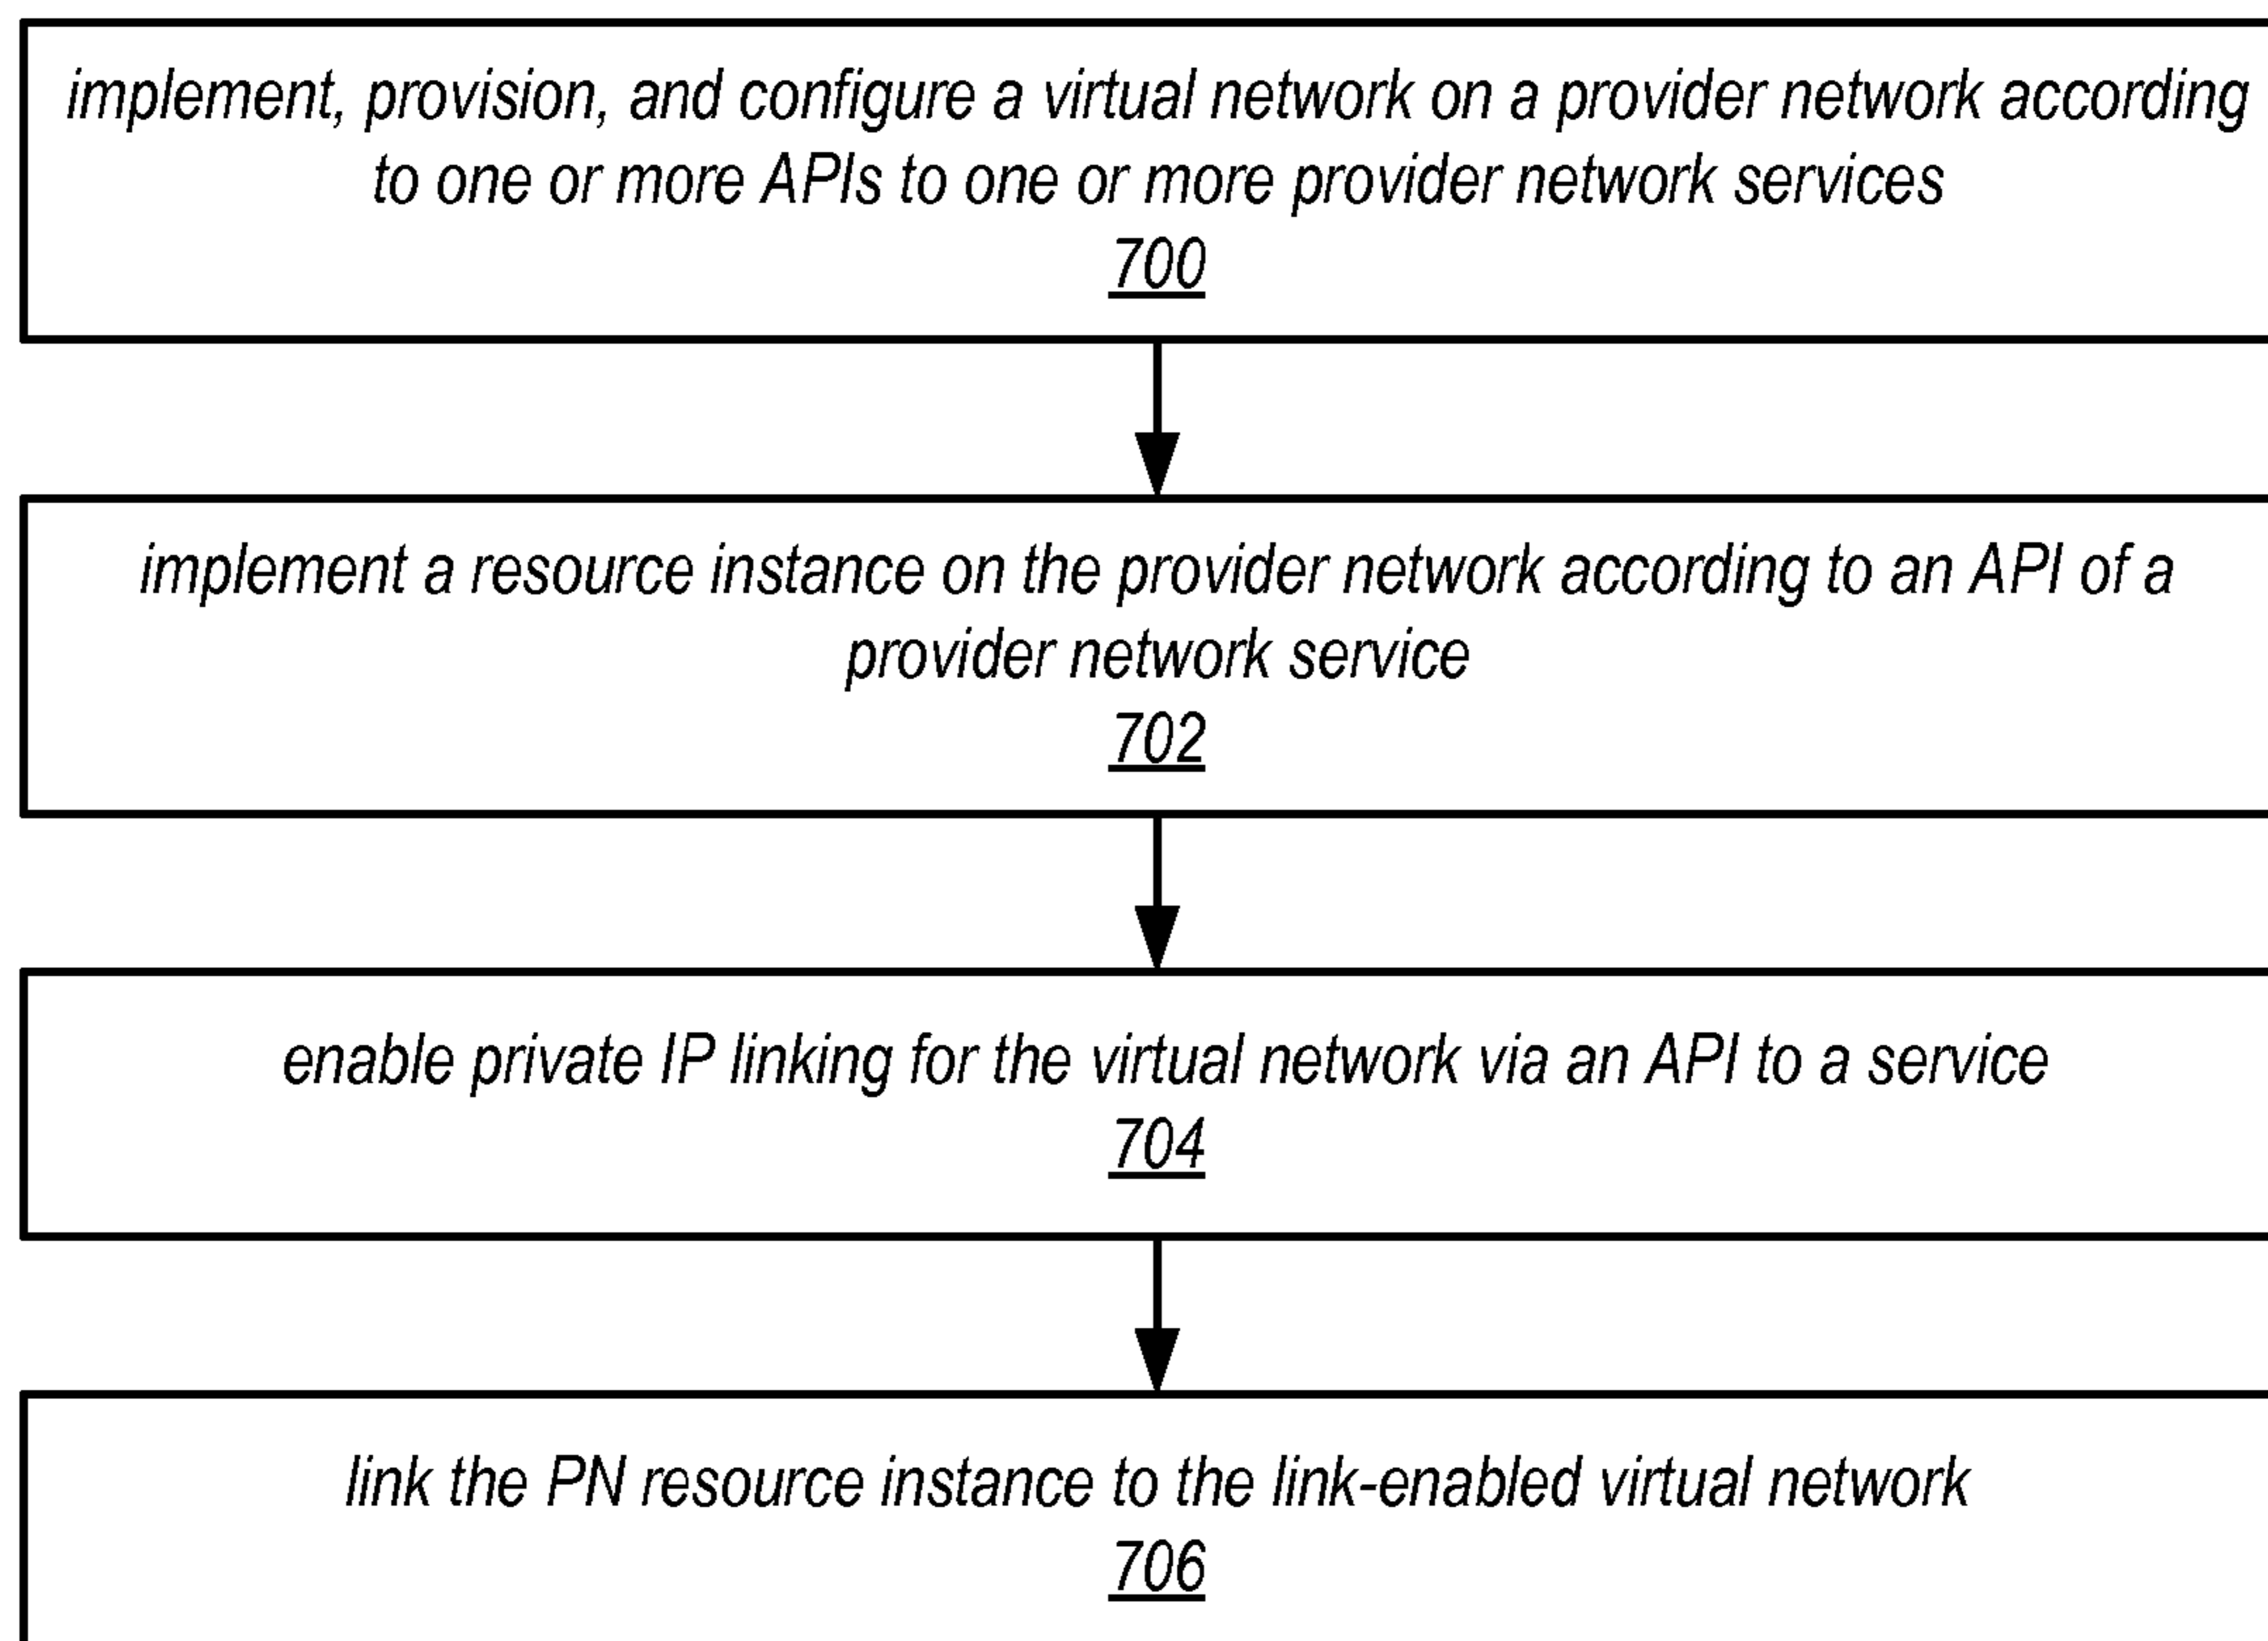 implement, provision, and configure a virtual network on a provider network according
to one or more APIs to one or more provider network services
700
implement a resource instance on the provider network according to an API of a
provider network service
702
enable private IP linking for the virtual network via an API to a service
704
link the PN resource instance to the link-enabled virtual network
706